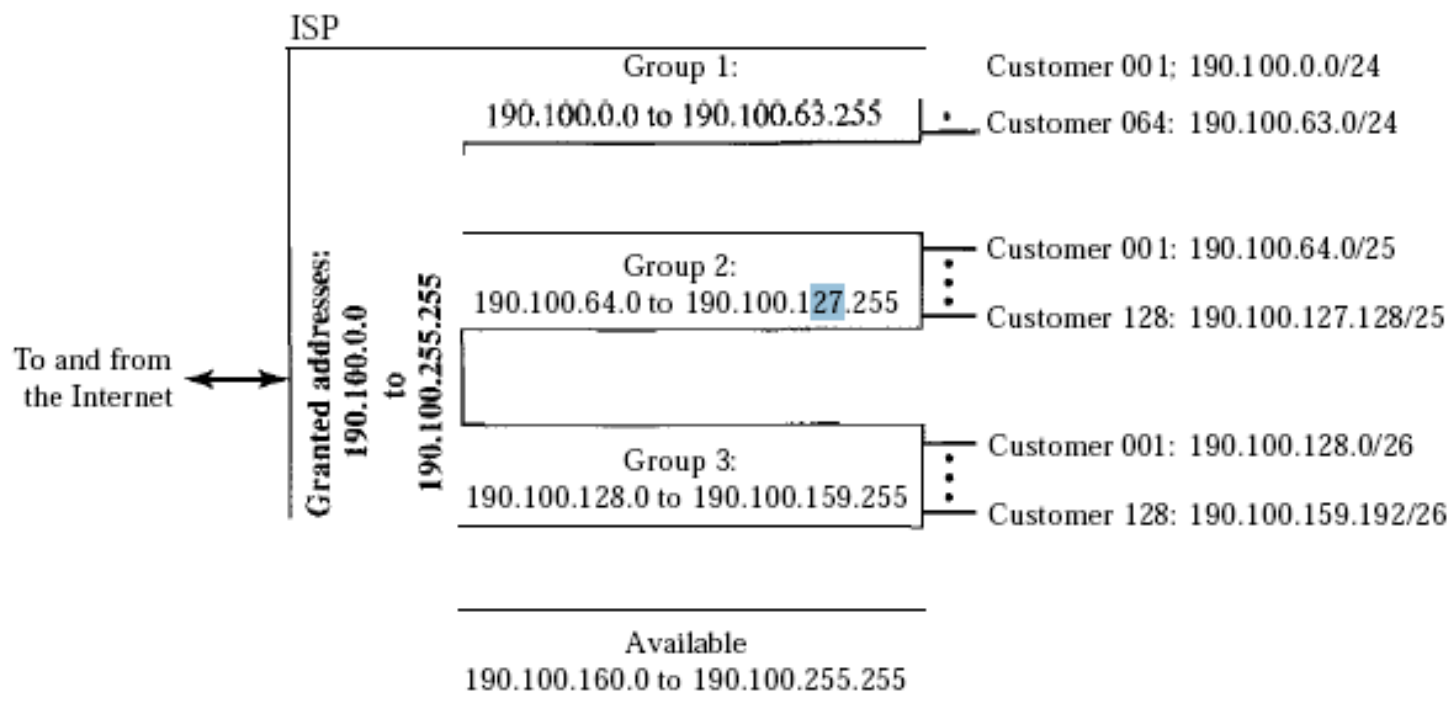 ISP
Group 1:
190.100.0.0 to 190.100.63.255
Customer 001; 190.100.0.0/24
Customer 064: 190.100.63.0/24
Group 2:
190.100.64.0 to 190.100.127.255
Customer 001: 190.100.64.0/25
Customer 128: 190.100.127.128/25
To and from
the Internet
Granted addresses:
190.100.0.0
to
190.100.255.255
Group 3:
190.100.128.0 to 190.100.159.255
Customer 001: 190.100.128.0/26
Customer 128: 190.100.159.192/26
Available
190.100.160.0 to 190.100.255.255